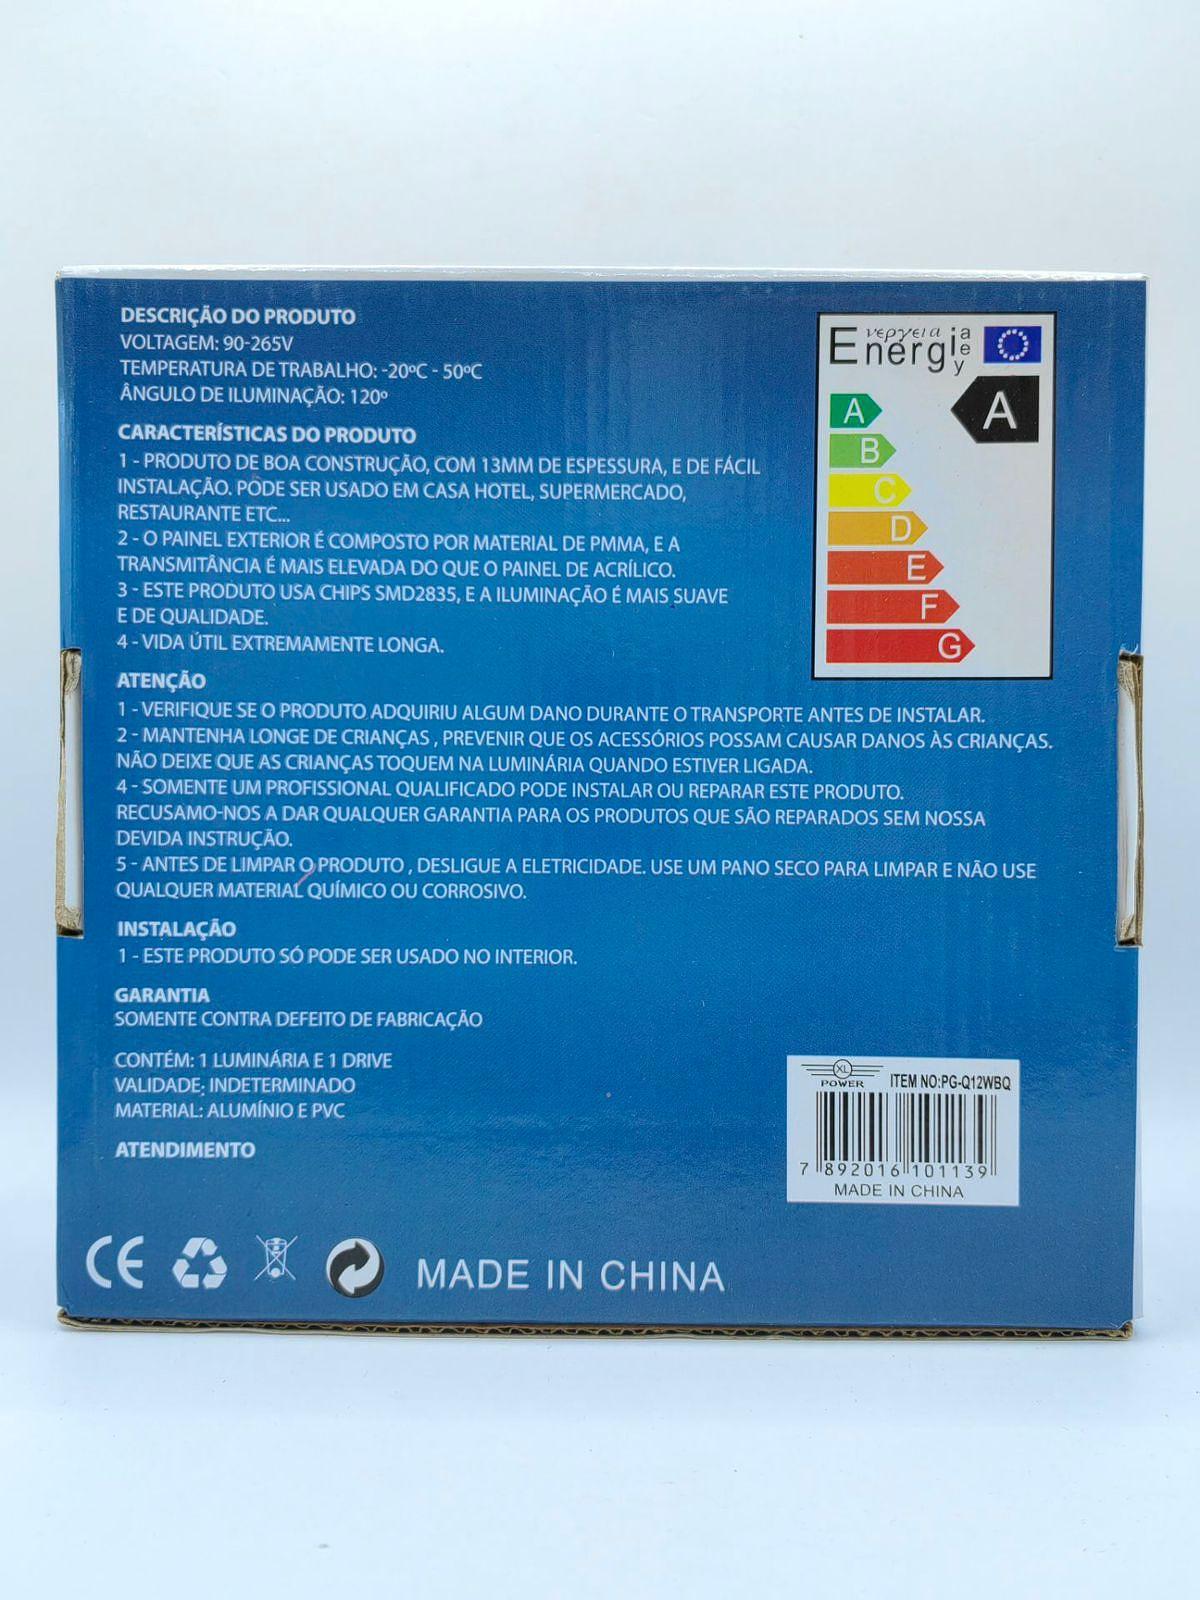 DESCRIÇÃO DO PRODUTO
VOLTAGEM: 90-265V
TEMPERATURA DE TRABALHO: -20ºC - 50ºC
ÂNGULO DE ILUMINAÇÃO: 120º
CARACTERÍSTICAS DO PRODUTO
1 - PRODUTO DE BOA CONSTRUÇÃO, COM 13MM DE ESPESSURA, E DE FÁCIL
INSTALAÇÃO. PODE SER USADO EM CASA HOTEL, SUPERMERCADO,
RESTAURANTE ETC...
2 - O PAINEL EXTERIOR É COMPOSTO POR MATERIAL DE PMMA, E A
TRANSMITÂNCIA É MAIS ELEVADA DO QUE O PAINEL DE ACRÍLICO.
3 - ESTE PRODUTO USA CHIPS SMD2835, E A ILUMINAÇÃO É MAIS SUAVE
E DE QUALIDADE.
4 - VIDA ÚTIL EXTREMAMENTE LONGA.
ATENÇÃO
1 - VERIFIQUE SE O PRODUTO ADQUIRIU ALGUM DANO DURANTE O TRANSPORTE ANTES DE INSTALAR.
2 - MANTENHA LONGE DE CRIANÇAS , PREVENIR QUE OS ACESSÓRIOS POSSAM CAUSAR DANOS ÀS CRIANÇAS.
NÃO DEIXE QUE AS CRIANÇAS TOQUEM NA LUMINÁRIA QUANDO ESTIVER LIGADA.
4 - SOMENTE UM PROFISSIONAL QUALIFICADO PODE INSTALAR OU REPARAR ESTE PRODUTO.
RECUSAMO-NOS A DAR QUALQUER GARANTIA PARA OS PRODUTOS QUE SÃO REPARADOS SEM NOSSA
DEVIDA INSTRUÇÃO.
5 - ANTES DE LIMPAR O PRODUTO , DESLIGUE A ELETRICIDADE. USE UM PANO SECO PARA LIMPAR E NÃO USE
QUALQUER MATERIAL QUÍMICO OU CORROSIVO.
INSTALAÇÃO
1 - ESTE PRODUTO SÓ PODE SER USADO NO INTERIOR.
GARANTIA
SOMENTE CONTRA DEFEITO DE FABRICAÇÃO
CONTÉM: 1 LUMINÁRIA E 1 DRIVE
VALIDADE: INDETERMINADO
MATERIAL: ALUMÍNIO E PVC
ATENDIMENTO
CE
MADE IN CHINA
ενεργεια
Energi
a
e
y
A
A
B
C
D
E
F
G
XL
POWER
ITEM NO:PG-Q12WBQ
7 892016 101139
MADE IN CHINA